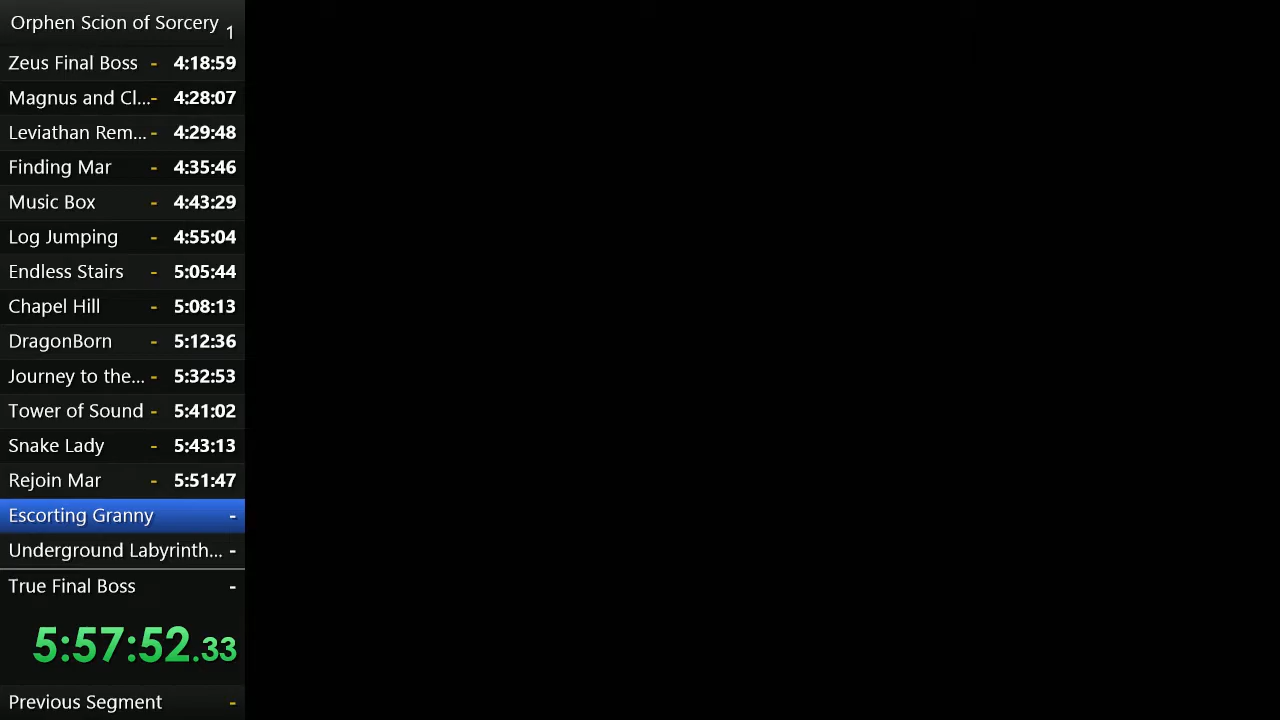 Orphen Scion of Sorcery 1
Zeus Final Boss - 4:18:59
Magnus and Cl...- 4:28:07
Leviathan Rem... - 4:29:48
Finding Mar - 4:35:46
Music Box - 4:43:29
Log Jumping - 4:55:04
Endless Stairs - 5:05:44
Chapel Hill - 5:08:13
DragonBorn - 5:12:36
Journey to the... - 5:32:53
Tower of Sound - 5:41:02
Snake Lady - 5:43:13
Rejoin Mar - 5:51:47
Escorting Granny -
Underground Labyrinth... -
True Final Boss -
5:57:52.33
Previous Segment -